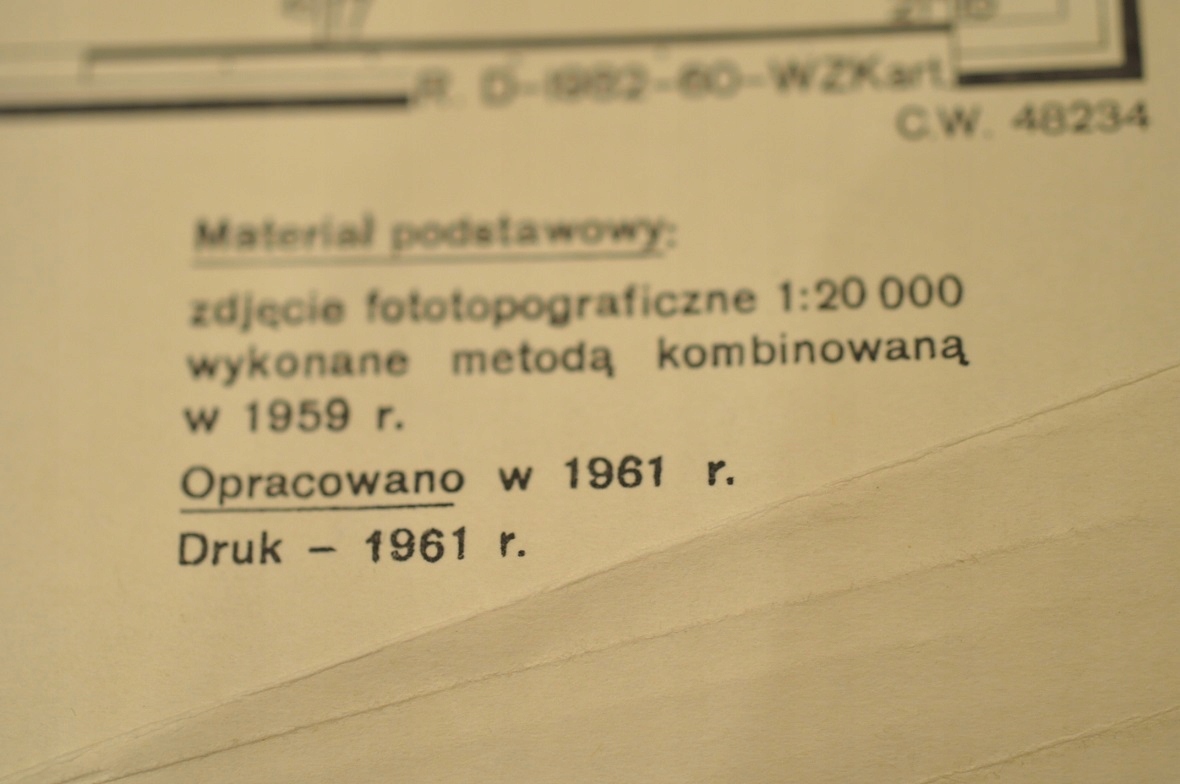 R. D-1982-60-WZKart.
C.W. 48234
Materiał podstawowy:
zdjęcie fototopograficzne 1:20 000
wykonane metodą kombinowaną
w 1959 r.
Opracowano w 1961 r.
Druk – 1961 r.